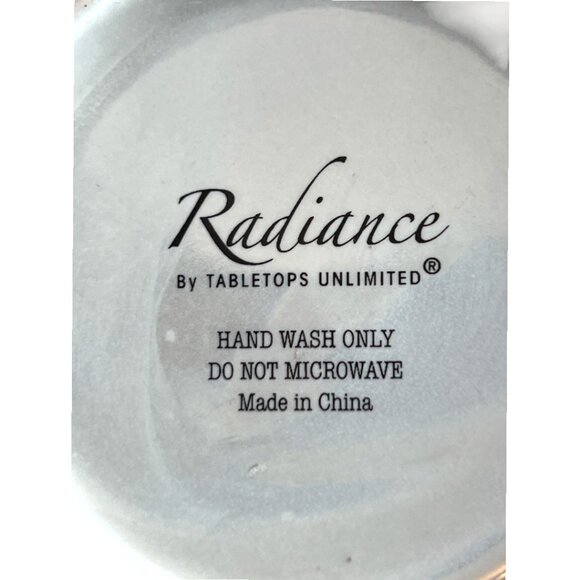 Radiance
By TABLETOPS UNLIMITED®
HAND WASH ONLY
DO NOT MICROWAVE
Made in China